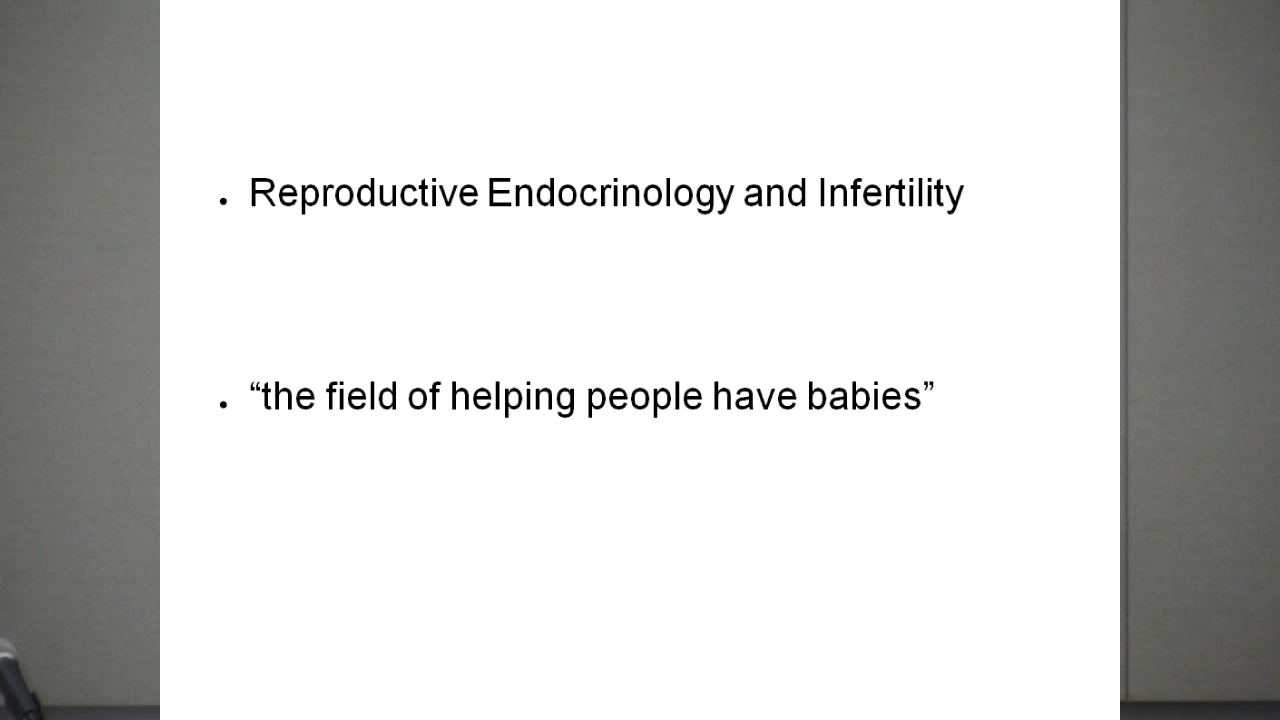 • Reproductive Endocrinology and Infertility
• “the field of helping people have babies”